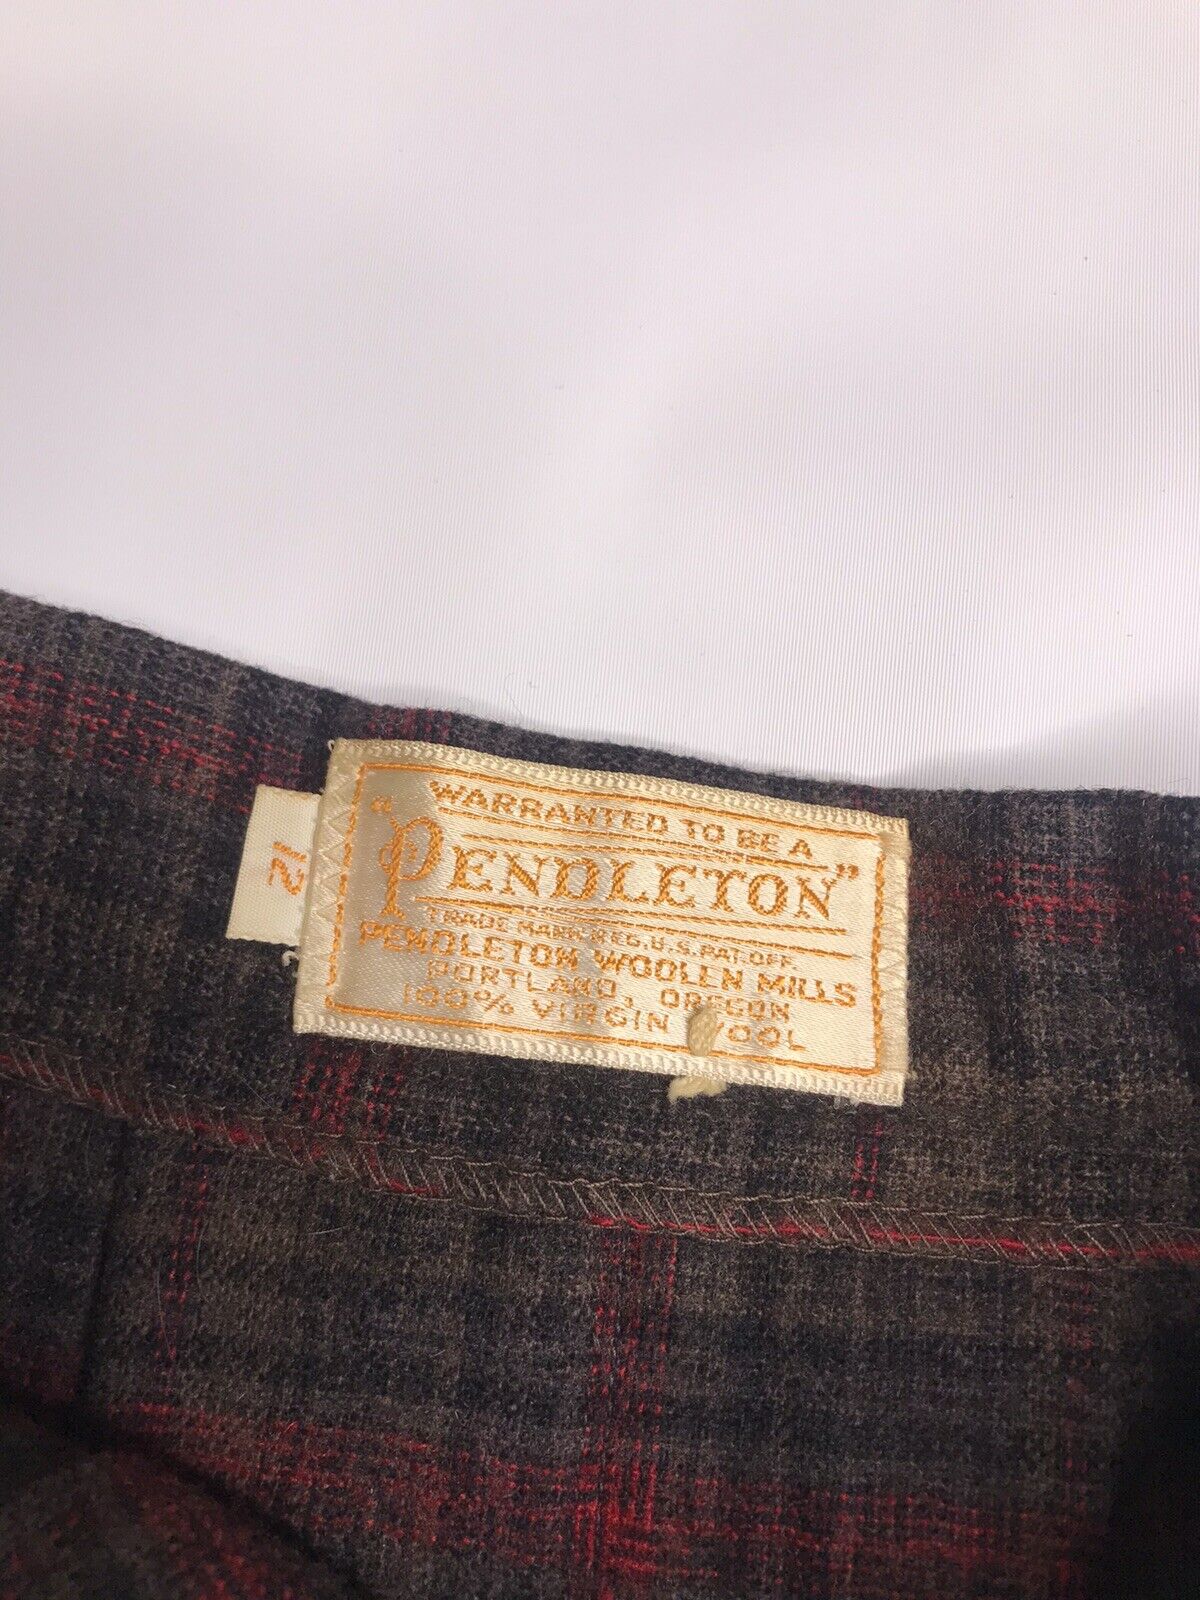 WARRANTED TO BE A
"PENDLETON"
TRADE MARK REG. U.S. PAT. OFF.
PENDLETON WOOLEN MILLS
PORTLAND, OREGON
100% VIRGIN WOOL
12